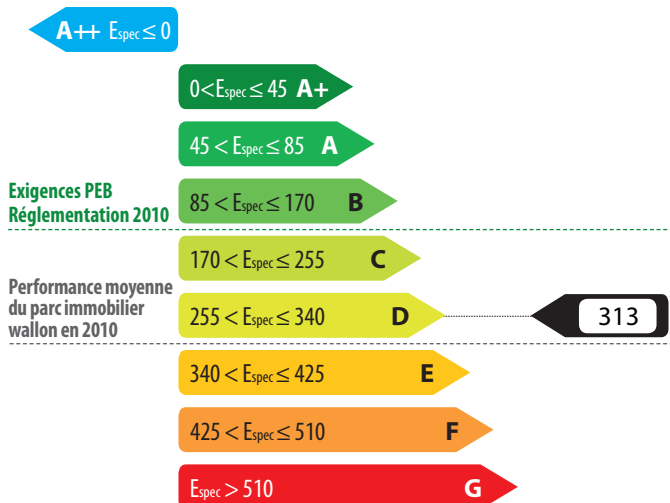 A++ Espec ≤ 0
0<Espec ≤ 45 A+
45 < Espec ≤ 85 A
Exigences PEB
Réglementation 2010
85 < Espec ≤ 170 B
170 < Espec ≤ 255 C
Performance moyenne
du parc immobilier
wallon en 2010
255 < Espec ≤ 340 D
313
340 < Espec ≤ 425 E
425 < Espec ≤ 510 F
Espec > 510 G